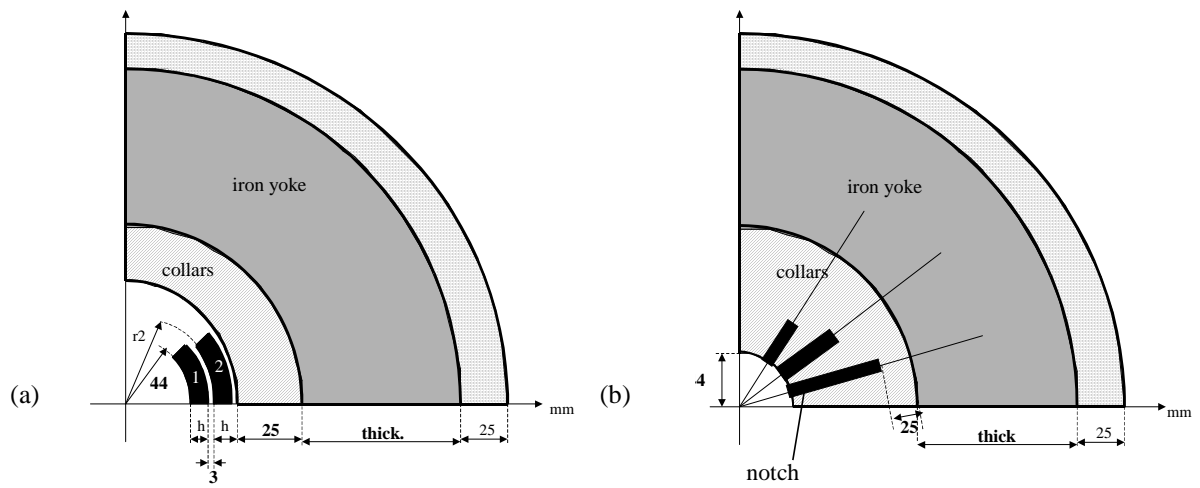 iron yoke
collars
r2
44
1
2
(a)
mm
h
h
25
thick.
25
3
iron yoke
collars
4
(b)
mm
25
thick
25
notch